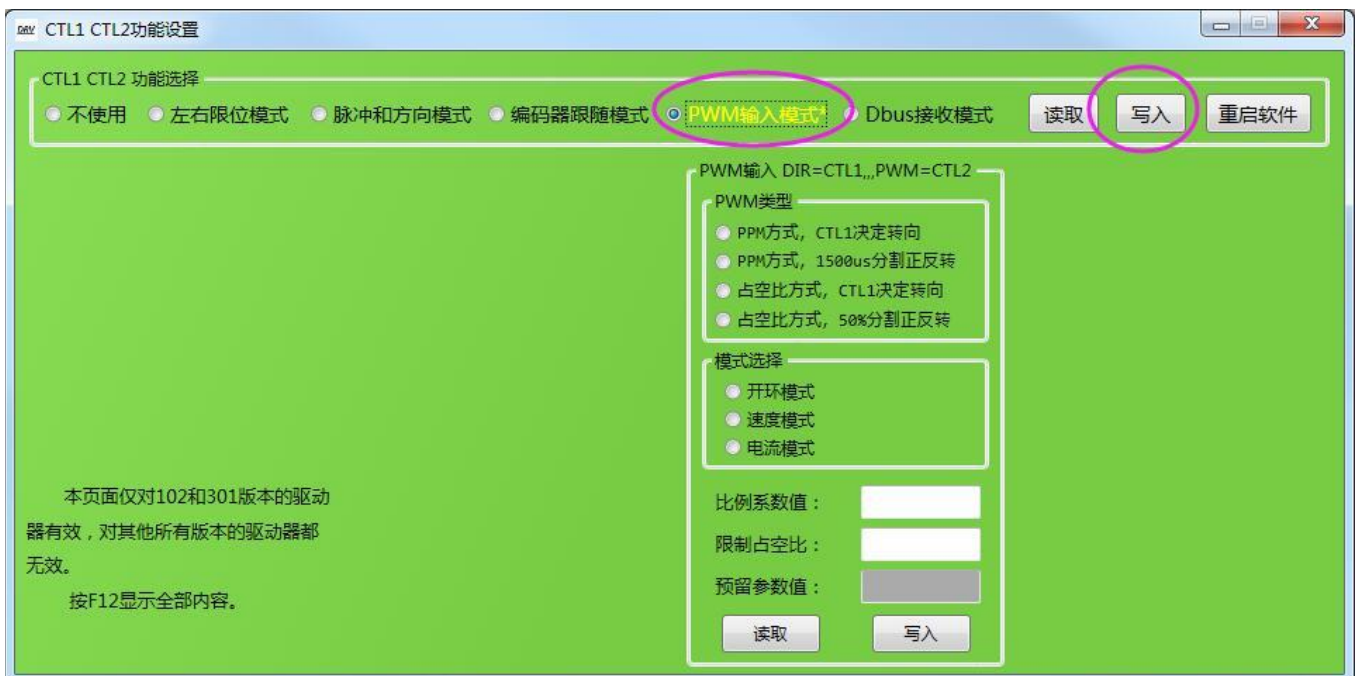 DRV CTL1 CTL2功能设置
CTL1 CTL2 功能选择
不使用 左右限位模式 脉冲和方向模式 编码器跟随模式 PWM输入模式* Dbus接收模式 读取 写入 重启软件
PWM输入 DIR=CTL1,,,PWM=CTL2
PWM类型
PPM方式, CTL1决定转向
PPM方式, 1500us分割正反转
占空比方式, CTL1决定转向
占空比方式, 50%分割正反转
模式选择
开环模式
速度模式
电流模式
本页面仅对102和301版本的驱动
器有效，对其他所有版本的驱动器都
无效。
按F12显示全部内容。
比例系数值：
限制占空比：
预留参数值：
读取 写入